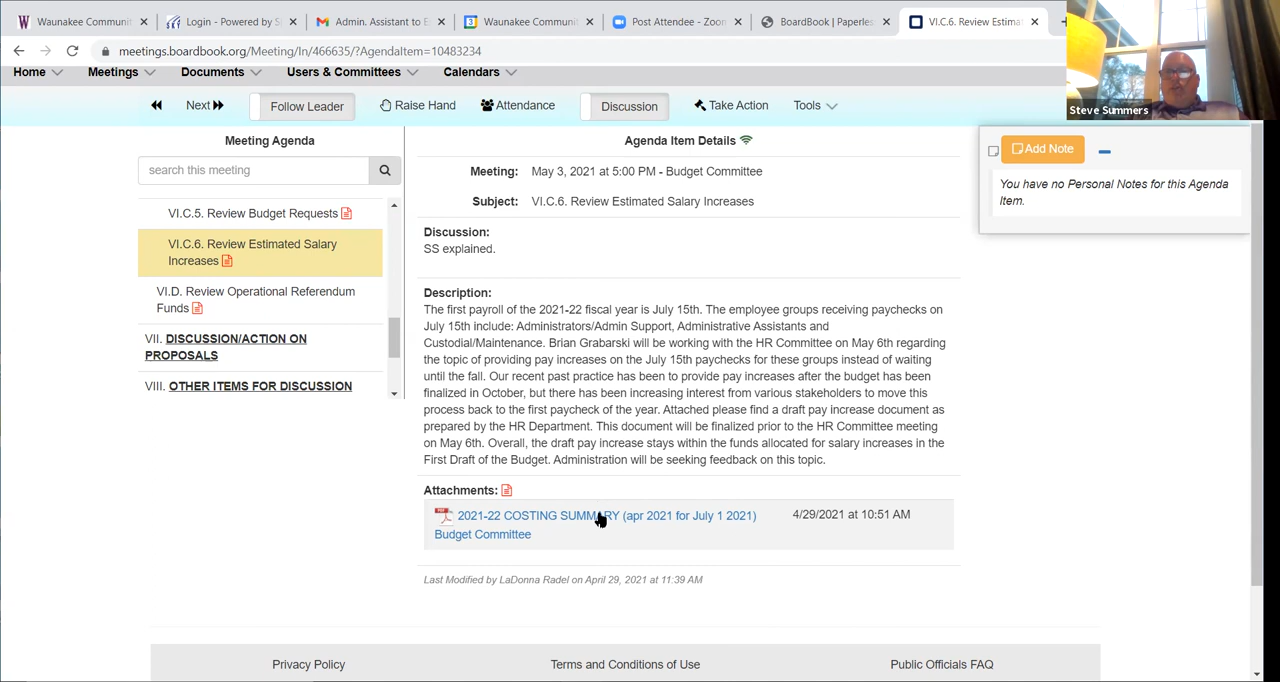 Waunakee Communi
Login - Powered by S
Admin. Assistant to E
Waunakee Communi
Post Attendee - Zoon
BoardBook | Paperles
VI.C.6. Review Estimat
meetings.boardbook.org/Meeting/In/466635/?AgendaItem=10483234
Home
Meetings
Documents
Users & Committees
Calendars
Steve Summers
Next
Follow Leader
Raise Hand
Attendance
Discussion
Take Action
Tools
Meeting Agenda
search this meeting
VI.C.5. Review Budget Requests
VI.C.6. Review Estimated Salary
Increases
VI.D. Review Operational Referendum
Funds
VII. DISCUSSION/ACTION ON
PROPOSALS
VIII. OTHER ITEMS FOR DISCUSSION
Agenda Item Details
Meeting: May 3, 2021 at 5:00 PM - Budget Committee
Subject: VI.C.6. Review Estimated Salary Increases
Discussion:
SS explained.
Description:
The first payroll of the 2021-22 fiscal year is July 15th. The employee groups receiving paychecks on
July 15th include: Administrators/Admin Support, Administrative Assistants and
Custodial/Maintenance. Brian Grabarski will be working with the HR Committee on May 6th regarding
the topic of providing pay increases on the July 15th paychecks for these groups instead of waiting
until the fall. Our recent past practice has been to provide pay increases after the budget has been
finalized in October, but there has been increasing interest from various stakeholders to move this
process back to the first paycheck of the year. Attached please find a draft pay increase document as
prepared by the HR Department. This document will be finalized prior to the HR Committee meeting
on May 6th. Overall, the draft pay increase stays within the funds allocated for salary increases in the
First Draft of the Budget. Administration will be seeking feedback on this topic.
Attachments:
2021-22 COSTING SUMMARY (apr 2021 for July 1 2021)
Budget Committee
4/29/2021 at 10:51 AM
Last Modified by LaDonna Radel on April 29, 2021 at 11:39 AM
Add Note
You have no Personal Notes for this Agenda
Item.
Privacy Policy
Terms and Conditions of Use
Public Officials FAQ